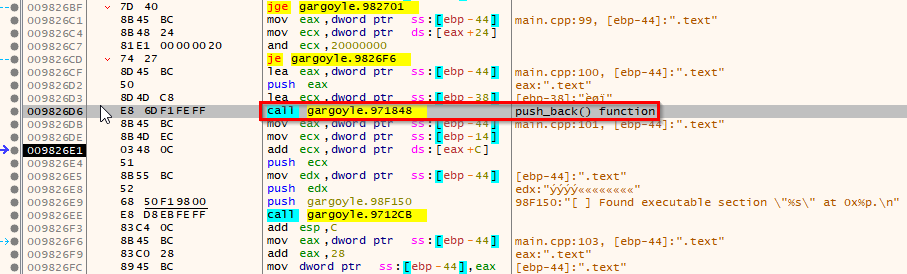 009826BF 7D 40 jge gargoyle.982701
009826C1 8B45 BC mov eax,dword ptr ss:[ebp-44] main.cpp:99, [ebp-44]:".text"
009826C4 8B48 24 mov ecx,dword ptr ds:[eax+24]
009826C7 81E1 00000020 and ecx,20000000
009826CD 74 27 je gargoyle.9826F6
009826CF 8D45 BC lea eax,dword ptr ss:[ebp-44] main.cpp:100, [ebp-44]:".text"
009826D2 50 push eax eax:".text"
009826D3 8D4D C8 lea ecx,dword ptr ss:[ebp-38] [ebp-38]:"èøï"
009826D6 E8 6DF1FEFF call gargoyle.971848 push_back() function
009826DB 8B45 BC mov eax,dword ptr ss:[ebp-44] main.cpp:101, [ebp-44]:".text"
009826DE 8B4D EC mov ecx,dword ptr ss:[ebp-14]
009826E1 0348 0C add ecx,dword ptr ds:[eax+C]
009826E4 51 push ecx
009826E5 8B55 BC mov edx,dword ptr ss:[ebp-44] [ebp-44]:".text"
009826E8 52 push edx edx:"ýýýý««««««««"
009826E9 68 50F19800 push gargoyle.98F150 98F150:"[ ] Found executable section \"%s\" at 0x%p.\n"
009826EE E8 D8EBFEFF call gargoyle.9712CB
009826F3 83C4 0C add esp,C
009826F6 8B45 BC mov eax,dword ptr ss:[ebp-44] main.cpp:103, [ebp-44]:".text"
009826F9 83C0 28 add eax,28 eax:".text"
009826FC 8945 BC mov dword ptr ss:[ebp-44],eax [ebp-44]:".text"